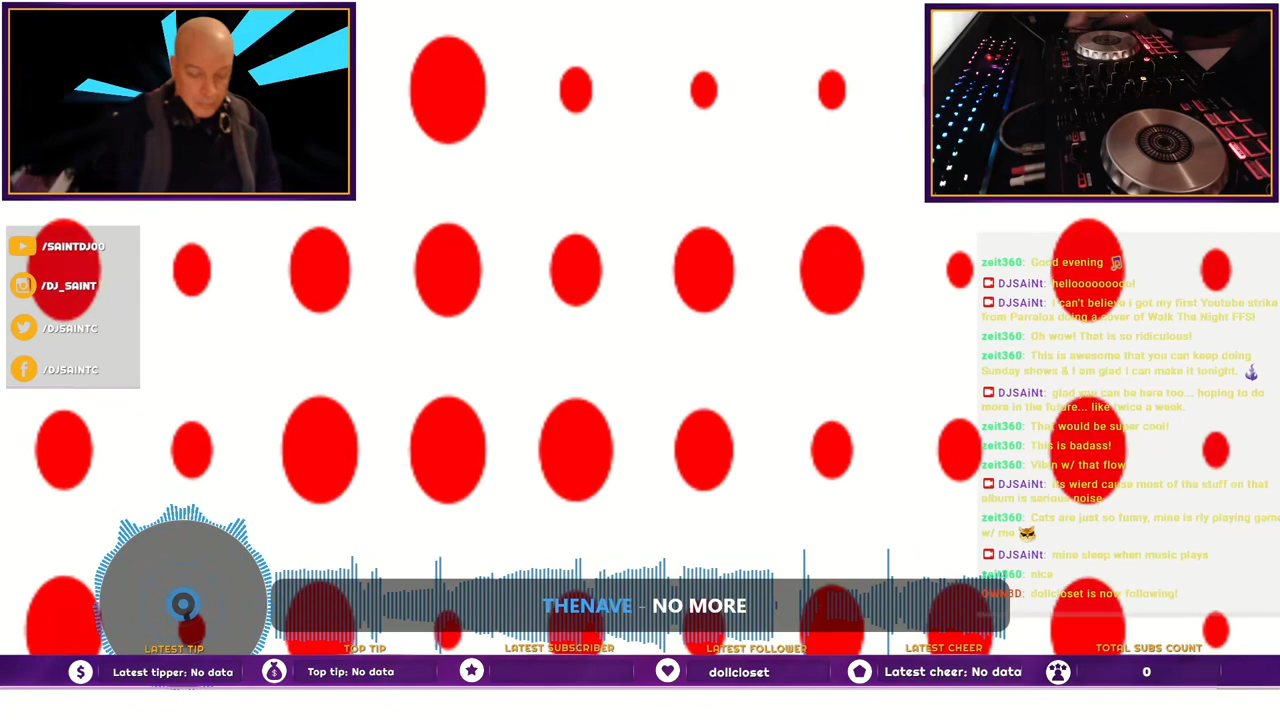 /SAINTDJ00
/DJ_SAINT
/DJSAINTC
/DJSAINTC
zeit360: Good evening
DJSAiNt: hellooooooooo!
DJSAiNt: i can't believe i got my first Youtube strike
from Parralox doing a cover of Walk The Night FFS!
zeit360: Oh wow! That is so ridiculous!
zeit360: This is awesome that you can keep doing
Sunday shows & I am glad I can make it tonight.
DJSAiNt: glad you can be here too... hoping to do
more in the future... like twice a week.
zeit360: That would be super cool!
zeit360: This is badass!
zeit360: Vibin w/ that flow
DJSAiNt: its wierd cause most of the stuff on that
album is serious noise
zeit360: Cats are just so funny, mine is rly playing game
w/ me
DJSAiNt: mine sleep when music plays
zeit360: nice
OwN3D: dollcloset is now following!
THENAVE - NO MORE
LATEST TIP
TOP TIP
LATEST SUBSCRIBER
LATEST FOLLOWER
LATEST CHEER
TOTAL SUBS COUNT
Latest tipper: No data
Top tip: No data
dollcloset
Latest cheer: No data
0